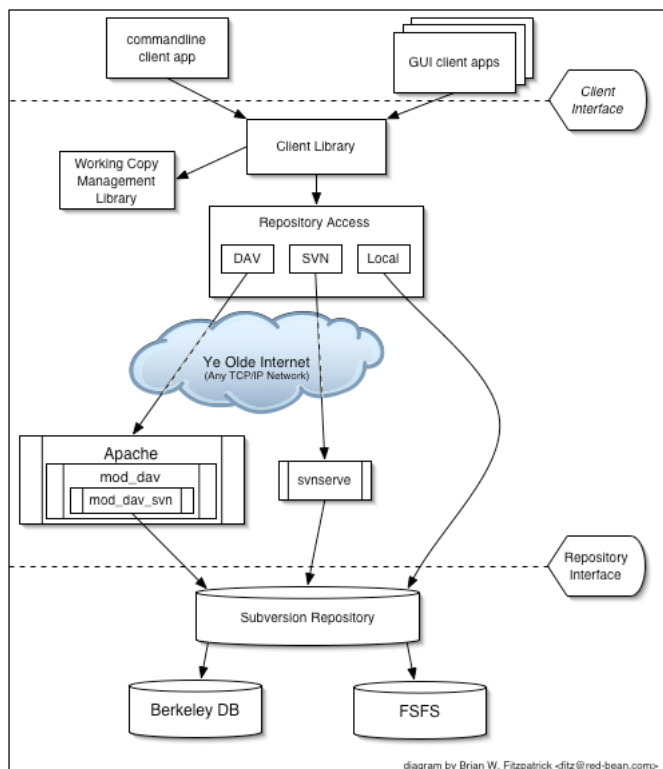 commandline
client app
GUI client apps
Client
Interface
Client Library
Working Copy
Management
Library
Repository Access
DAV
SVN
Local
Ye Olde Internet
(Any TCP/IP Network)
Apache
mod_dav
mod_dav_svn
svnserve
Repository
Interface
Subversion Repository
Berkeley DB
FSFS
diagram by Brian W. Fitzpatrick <fitz@red-bean.com>